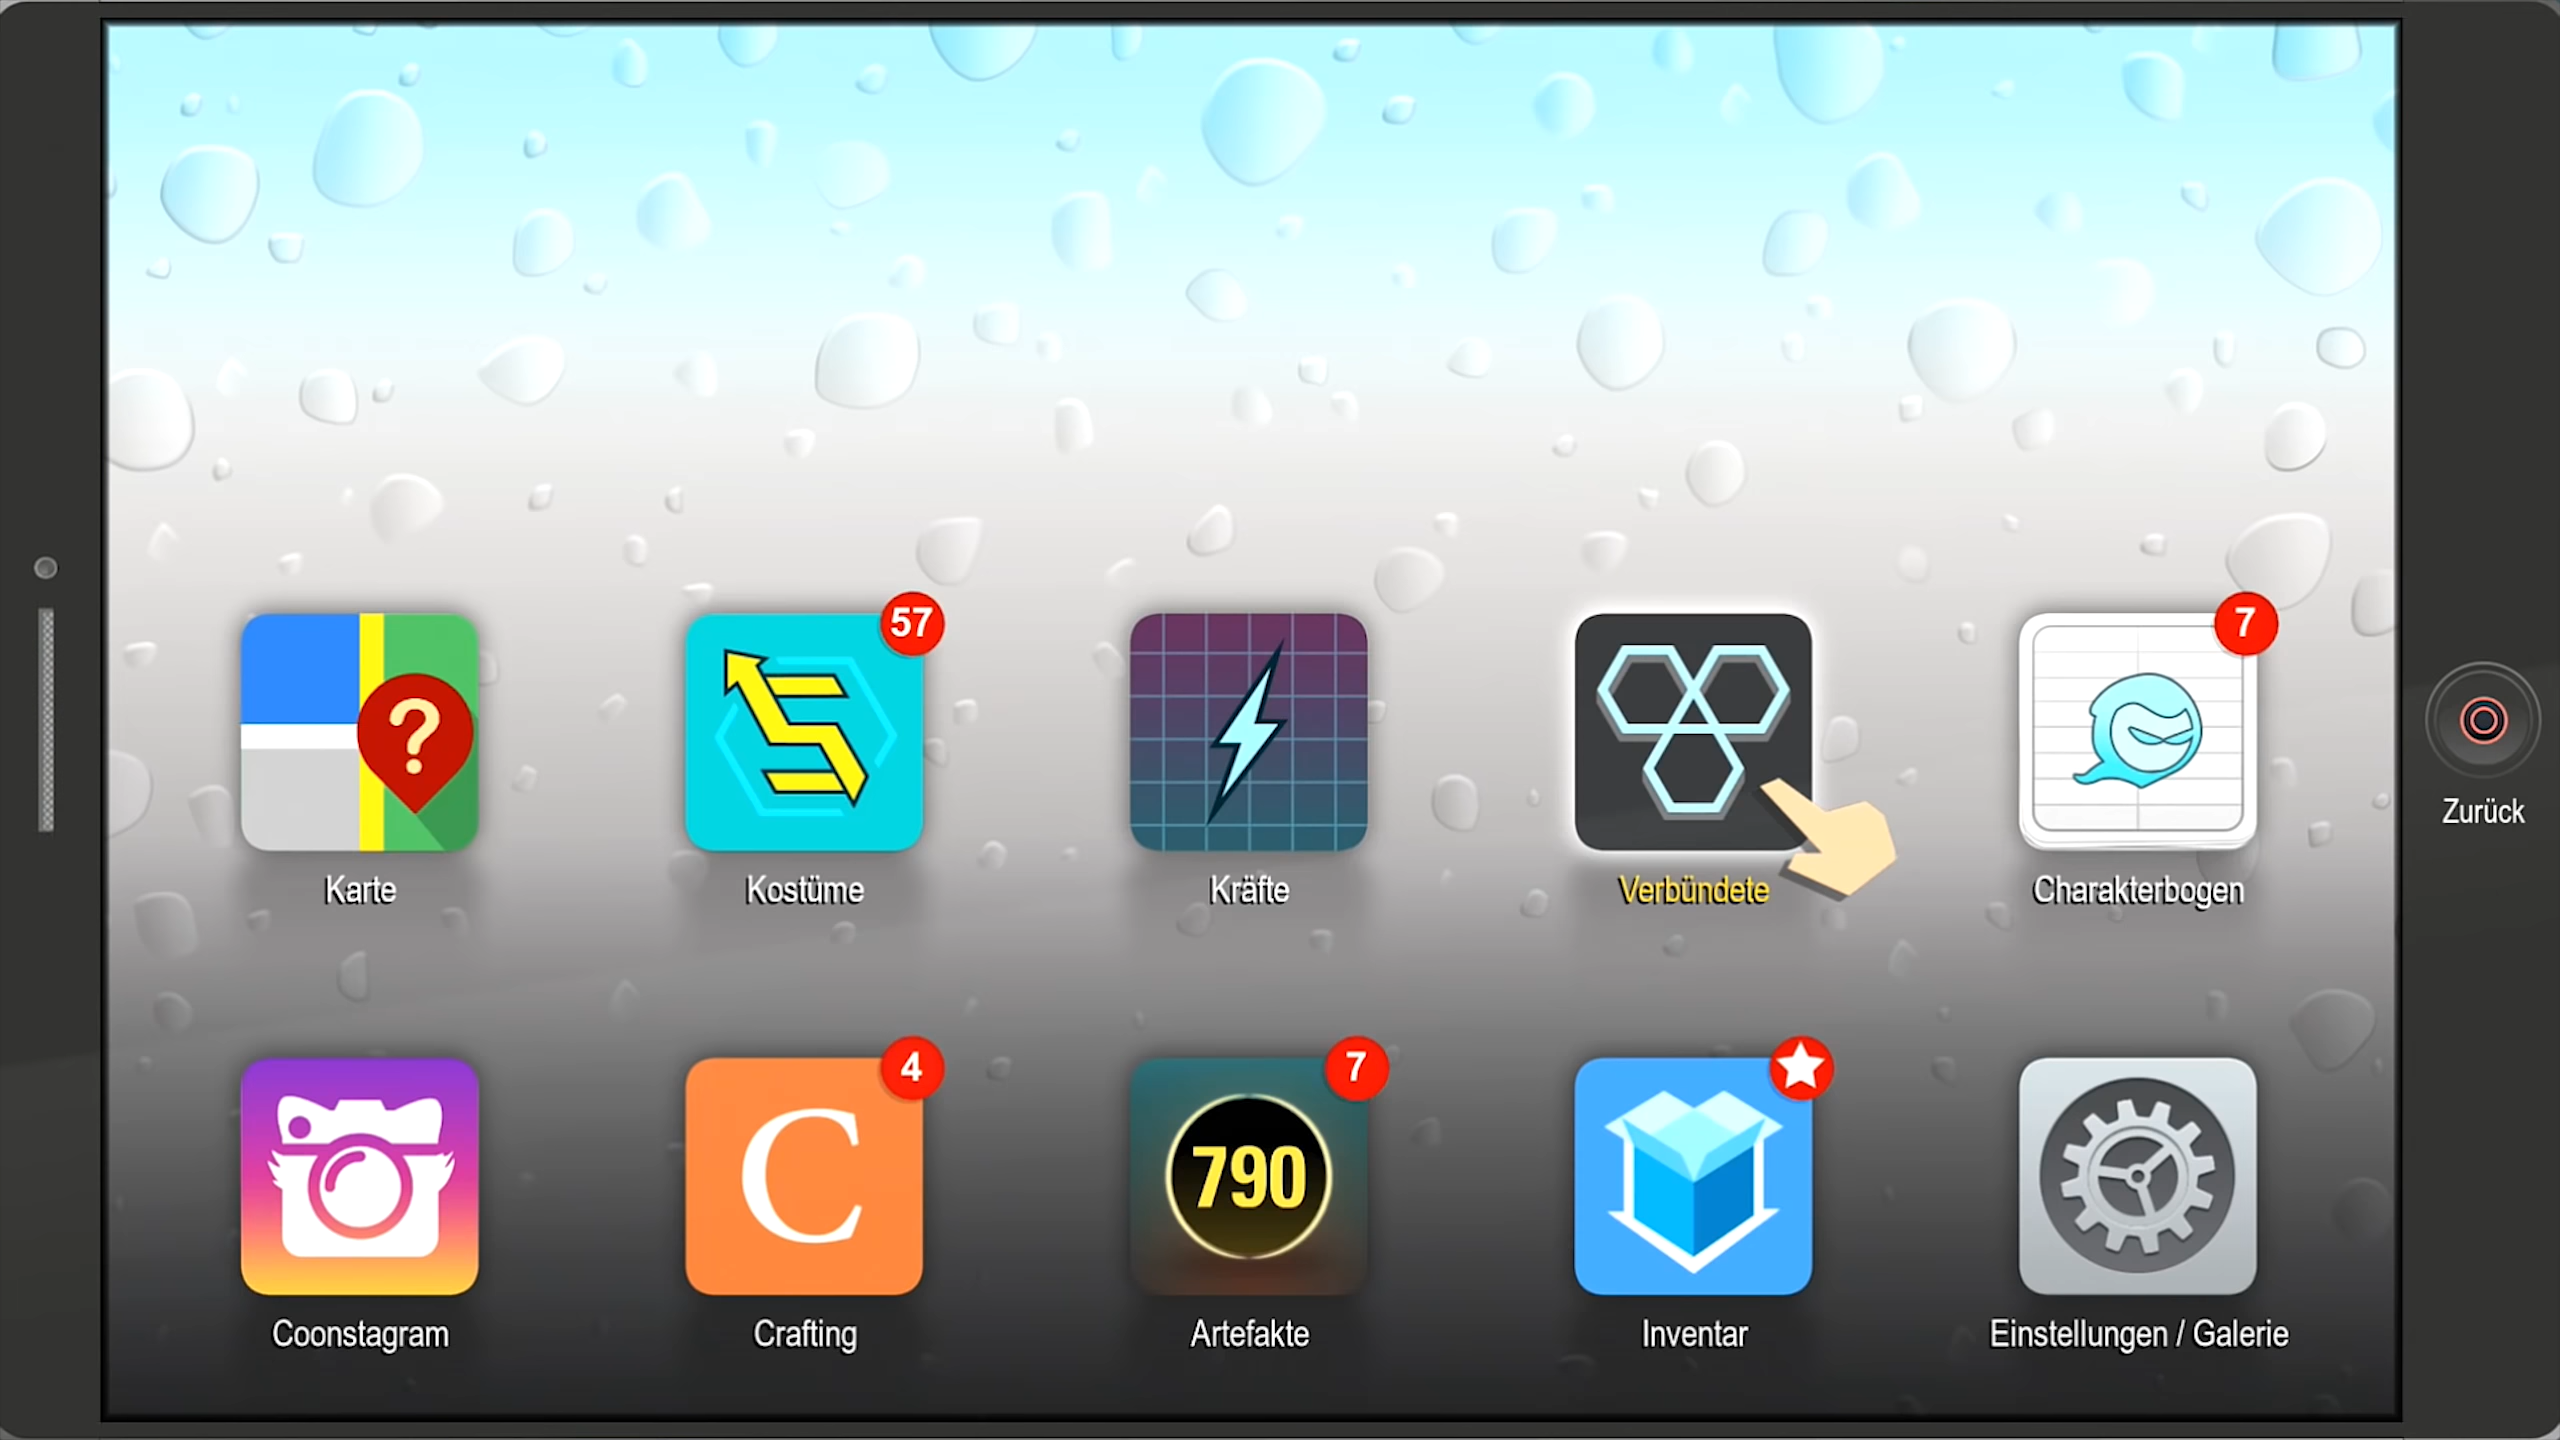 57
7
?
Karte
Kostüme
Kräfte
Verbündete
Charakterbogen
Zurück
4
7
C
790
Coonstagram
Crafting
Artefakte
Inventar
Einstellungen / Galerie